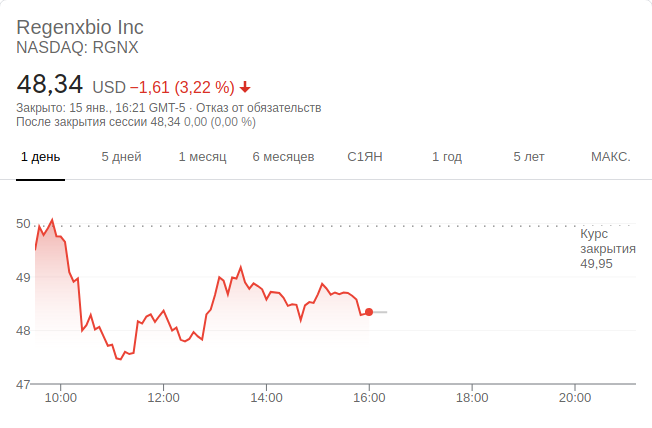 Regenxbio Inc
NASDAQ: RGNX
48,34 USD −1,61 (3,22 %)
Закрыто: 15 янв., 16:21 GMT-5 · Отказ от обязательств
После закрытия сессии 48,34 0,00 (0,00 %)
1 день 5 дней 1 месяц 6 месяцев С1ЯН 1 год 5 лет МАКС.
50
Курс
закрытия
49,95
49
48
47
10:00 12:00 14:00 16:00 18:00 20:00